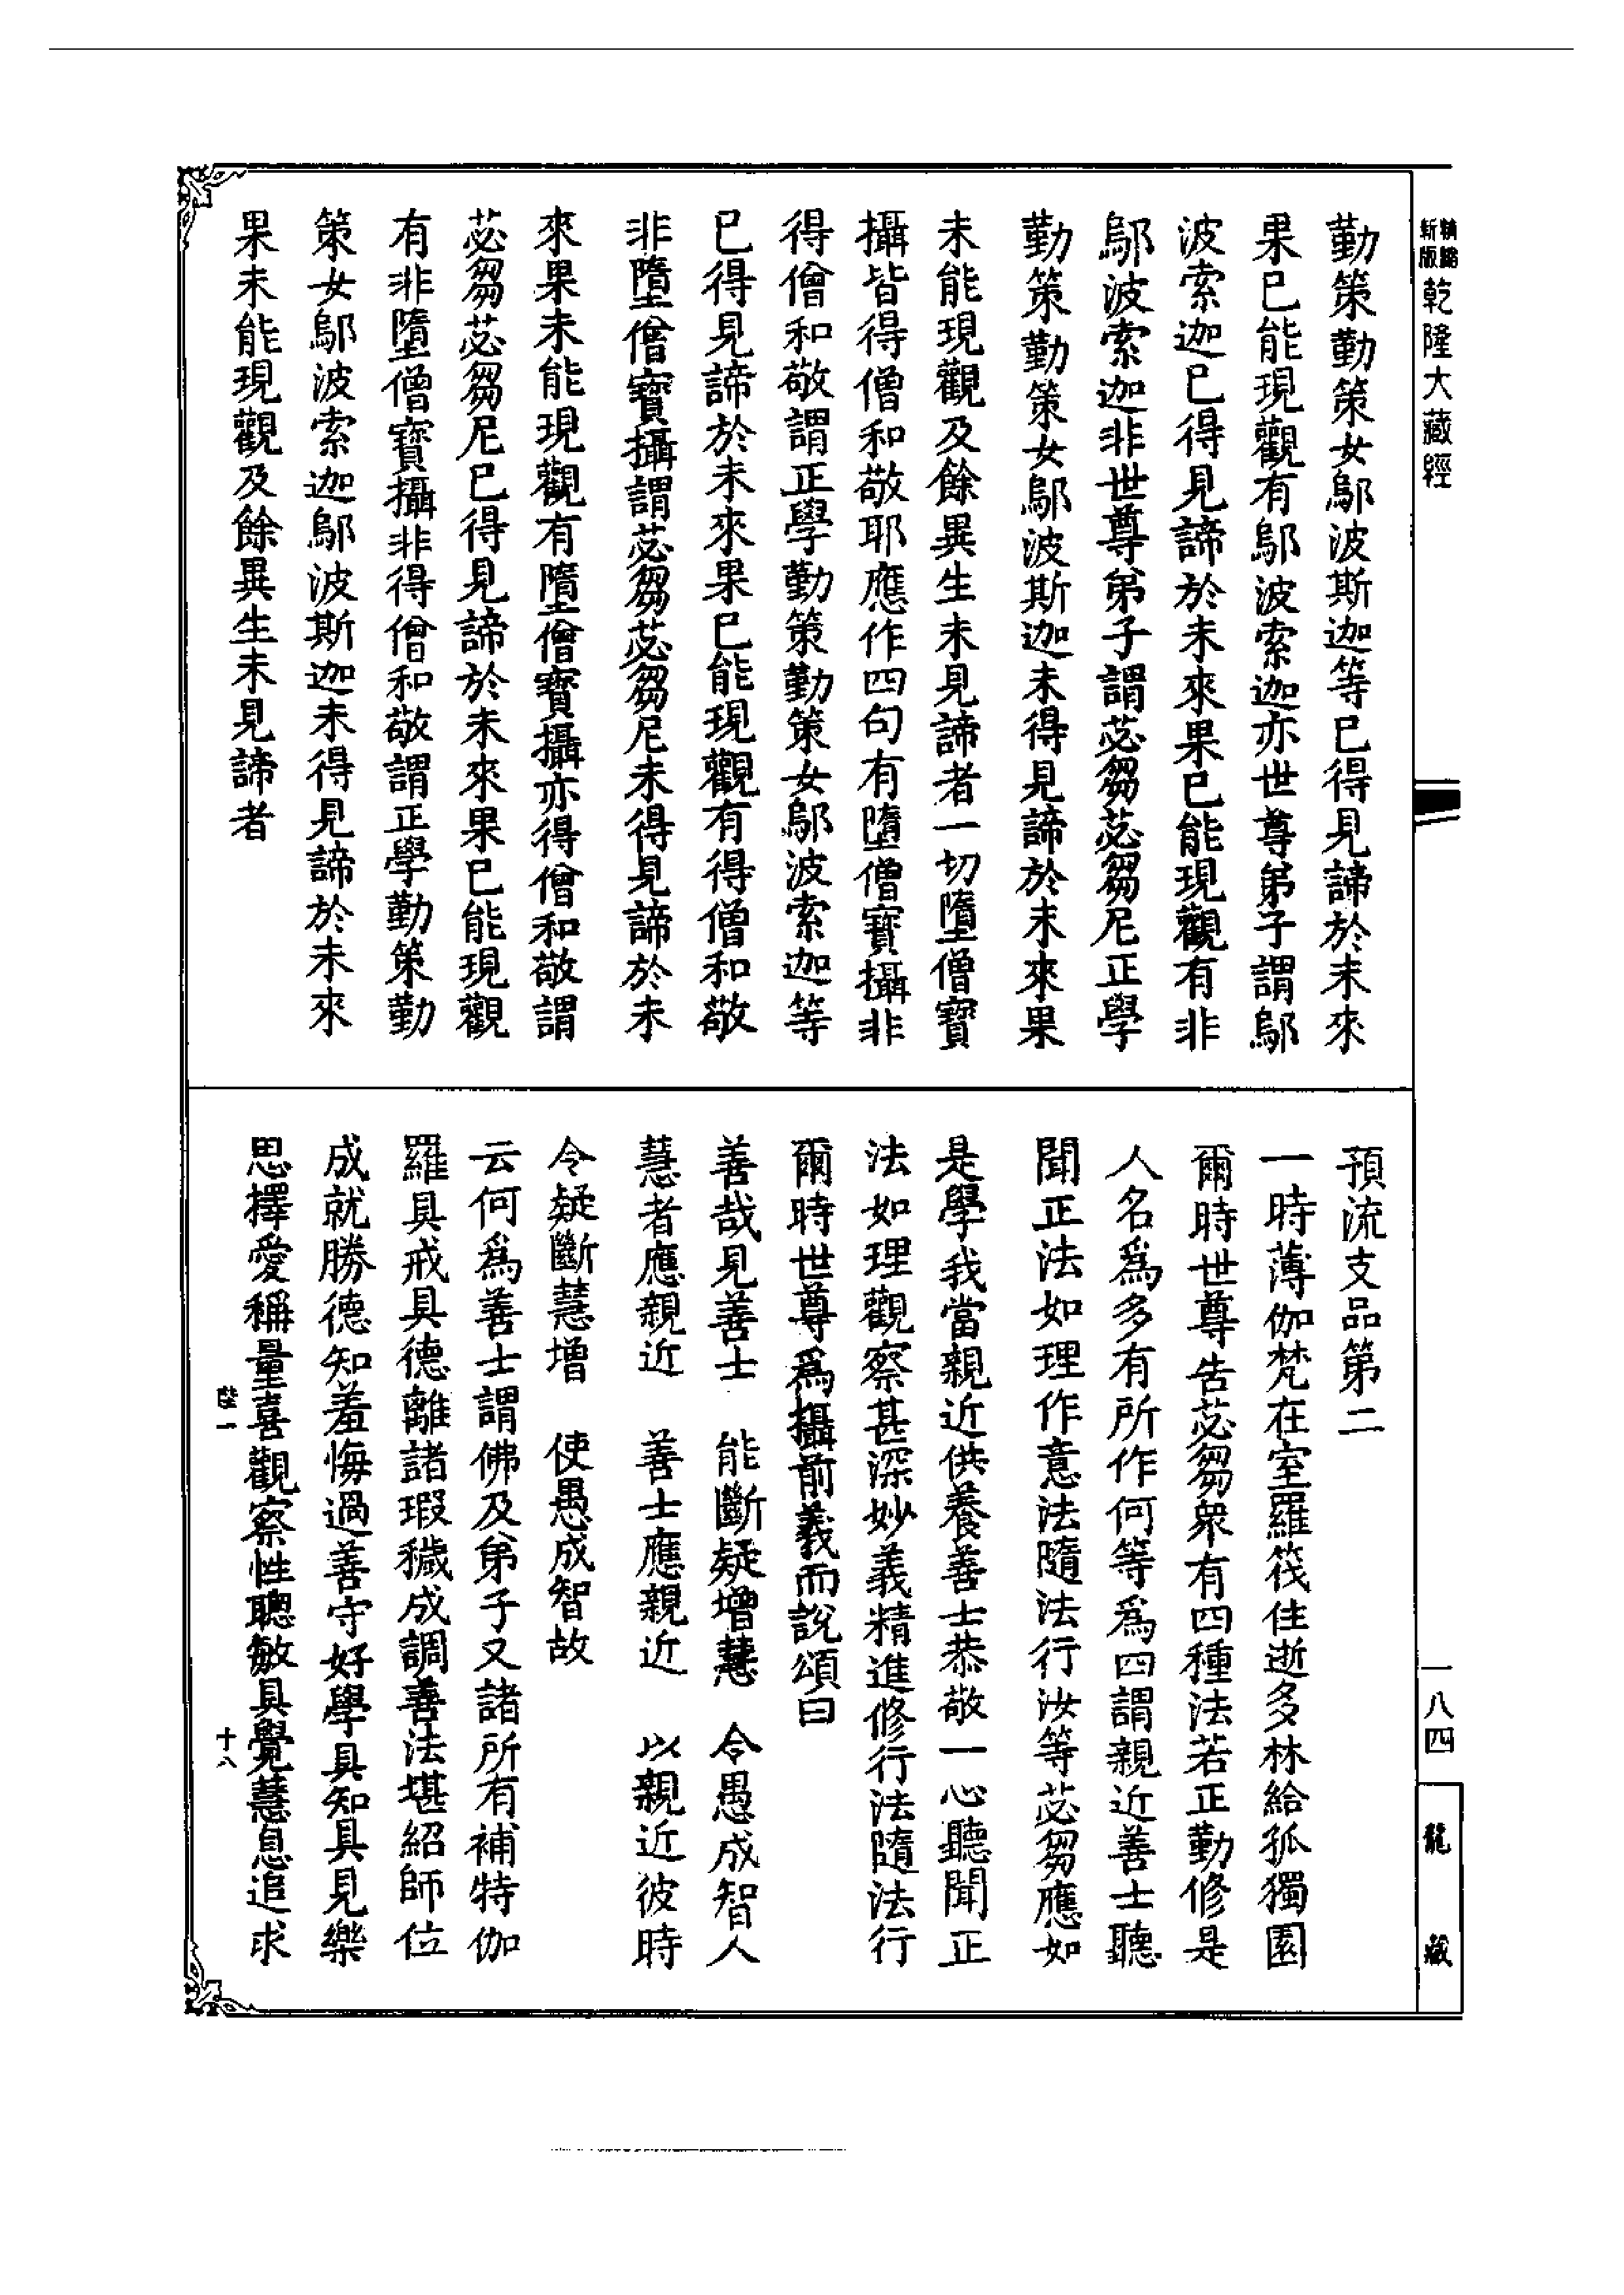 新版精縮乾隆大藏經
勤策勤策女鄔波斯迦等已得見諦於未來
果已能現觀有鄔波索迦亦世尊弟子謂鄔
波索迦已得見諦於未來果已能現觀有非
鄔波索迦非世尊弟子謂苾芻苾芻尼正學
勤策勤策女鄔波斯迦未得見諦於未來果
未能現觀及餘異生未見諦者一切墮僧寶
攝皆得僧和敬耶應作四句有墮僧寶攝非
得僧和敬謂正學勤策勤策女鄔波索迦等
已得見諦於未來果已能現觀有得僧和敬
非墮僧寶攝謂苾芻苾芻尼未得見諦於未
來果未能現觀有墮僧寶攝亦得僧和敬謂
苾芻苾芻尼已得見諦於未來果已能現觀
有非墮僧寶攝非得僧和敬謂正學勤策勤
策女鄔波索迦鄔波斯迦未得見諦於未來
果未能現觀及餘異生未見諦者
預流支品第二
一時薄伽梵在室羅筏住逝多林給孤獨園
爾時世尊告苾芻衆有四種法若正勤修是
人名爲多有所作何等爲四謂親近善士聽
聞正法如理作意法隨法行汝等苾芻應如
是學我當親近供養善士恭敬一心聽聞正
法如理觀察甚深妙義精進修行法隨法行
爾時世尊爲攝前義而說頌曰
善哉見善士　能斷疑增慧　令愚成智人
慧者應親近　善士應親近　以親近彼時
令疑斷慧增　使愚成智故
云何爲善士謂佛及弟子又諸所有補特伽
羅具戒具德離諸瑕穢成調善法堪紹師位
成就勝德知羞悔過善守好學具知具見樂
思擇愛稱量喜觀察性聰敏具覺慧息追求
十八
一八四
龍藏